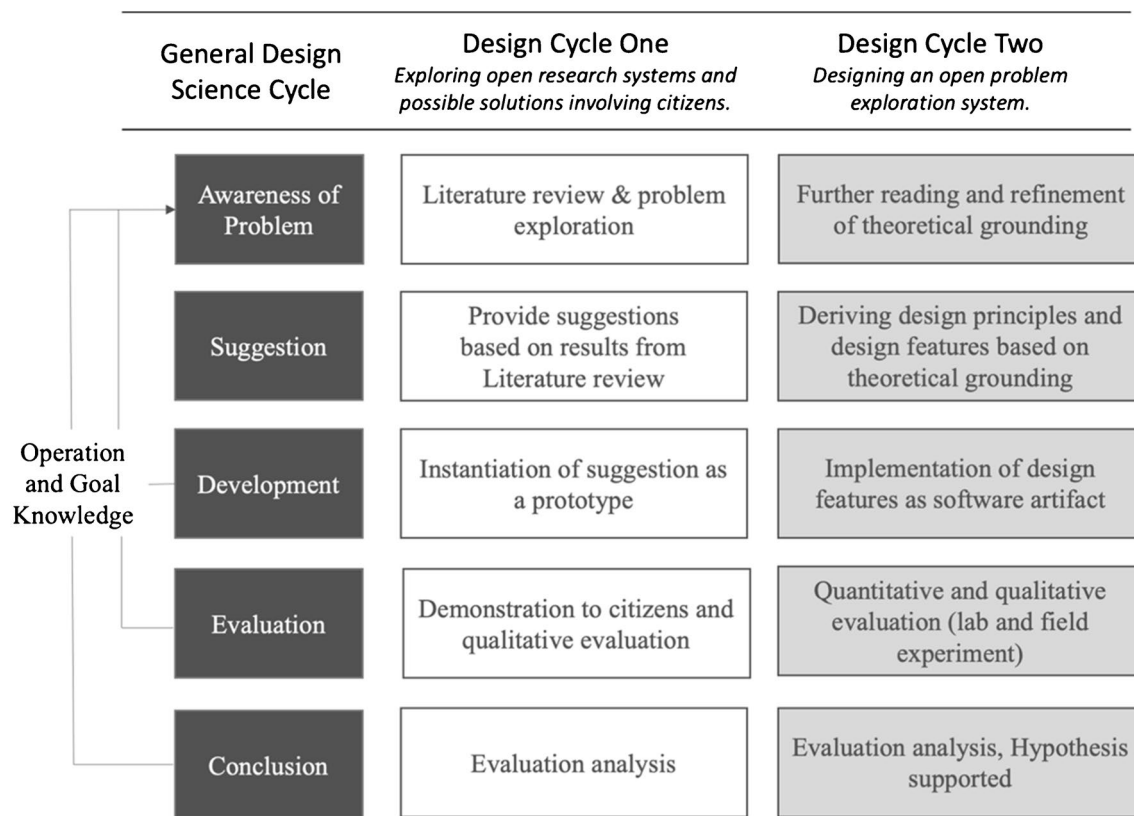 General Design
Science Cycle
Design Cycle One
Exploring open research systems and
possible solutions involving citizens.
Design Cycle Two
Designing an open problem
exploration system.
Awareness of
Problem
Literature review & problem
exploration
Further reading and refinement
of theoretical grounding
Suggestion
Provide suggestions
based on results from
Literature review
Deriving design principles and
design features based on
theoretical grounding
Operation
and Goal
Knowledge
Development
Instantiation of suggestion as
a prototype
Implementation of design
features as software artifact
Evaluation
Demonstration to citizens and
qualitative evaluation
Quantitative and qualitative
evaluation (lab and field
experiment)
Conclusion
Evaluation analysis
Evaluation analysis, Hypothesis
supported